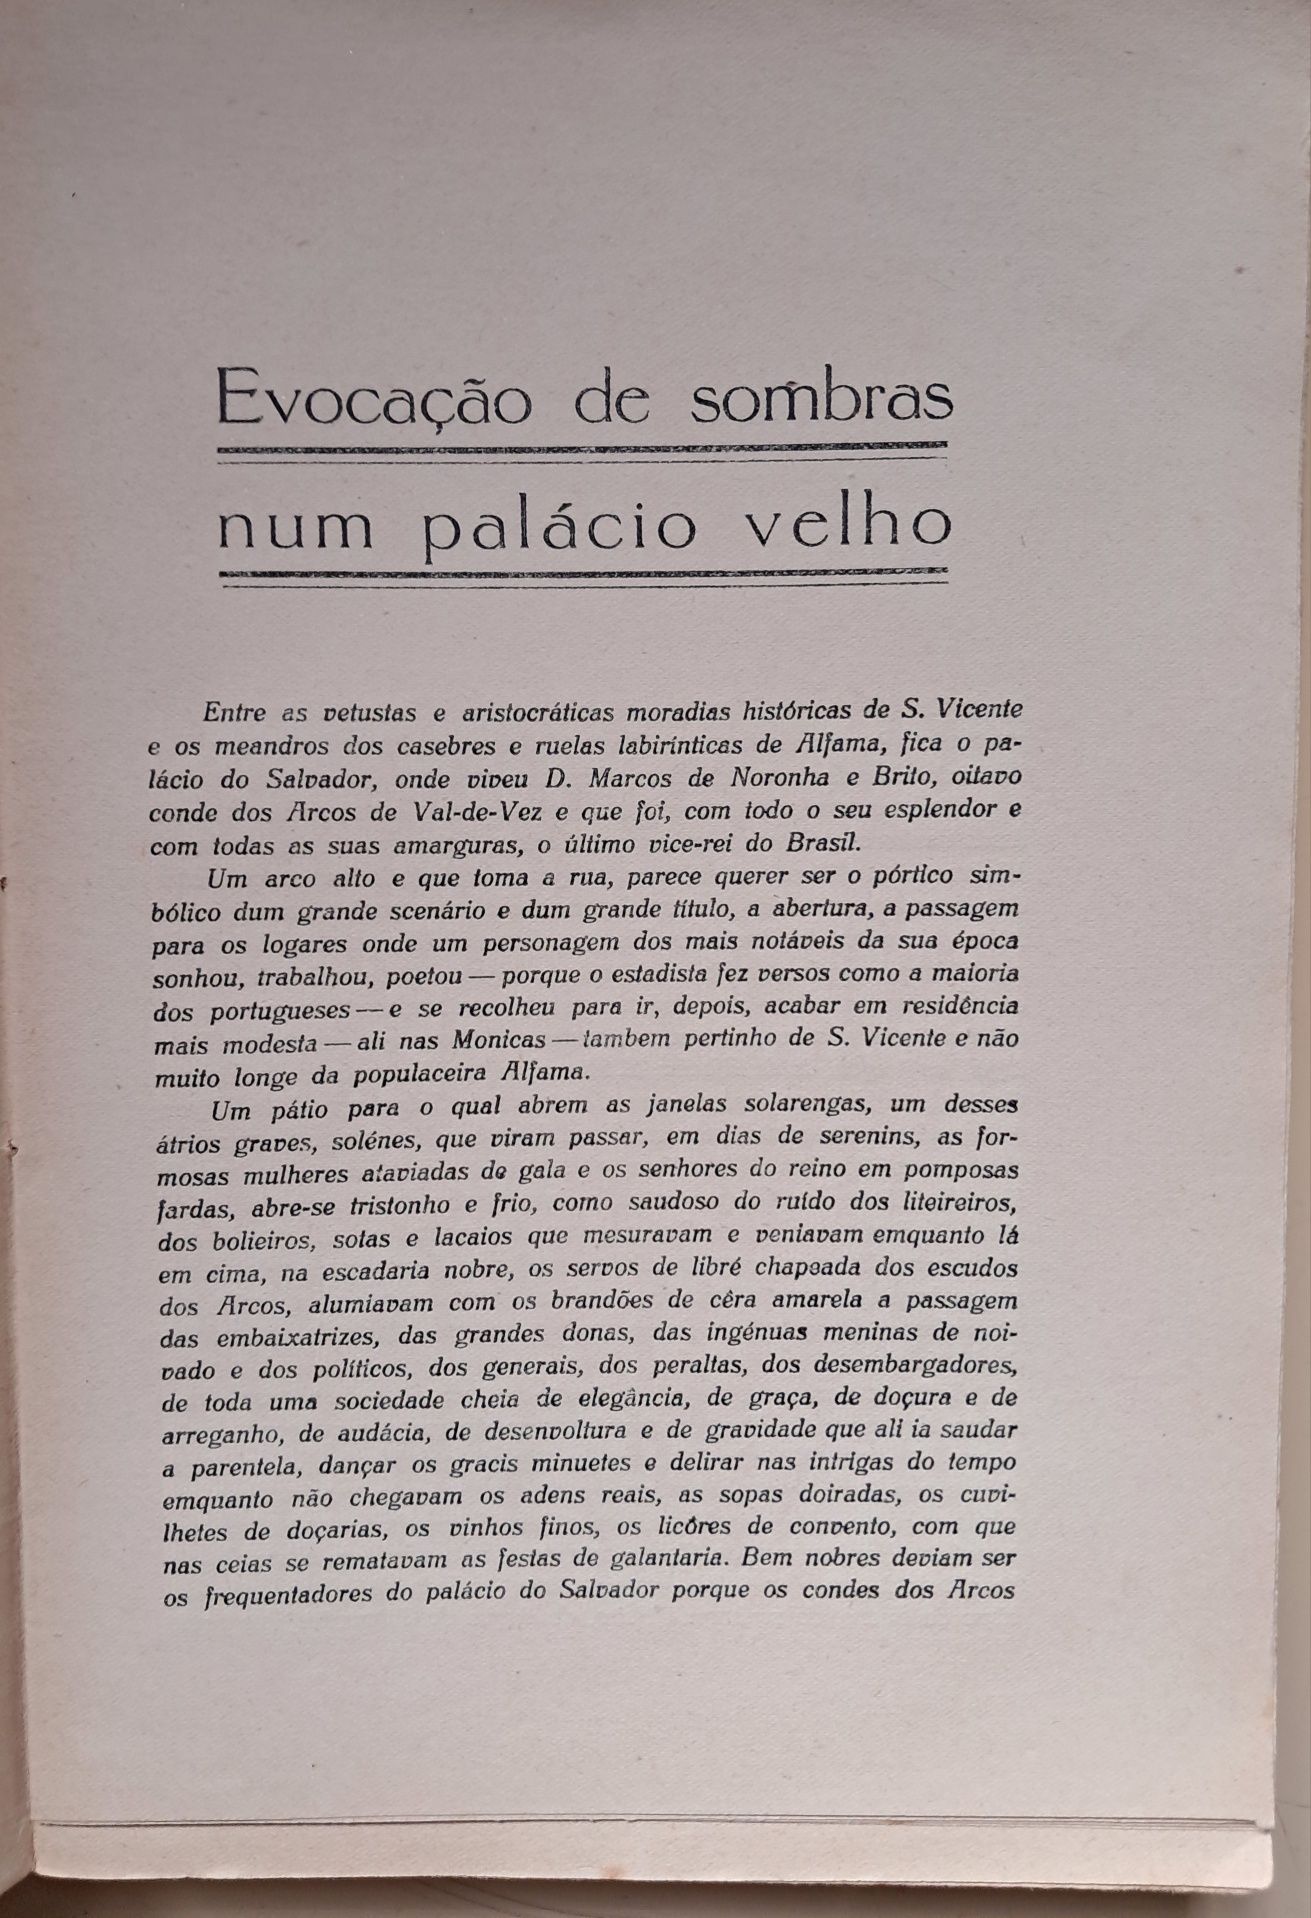 Evocação de sombras
num palácio velho
Entre as vetustas e aristocráticas moradias históricas de S. Vicente
e os meandros dos casebres e ruelas labirínticas de Alfama, fica o pa-
lácio do Salvador, onde viveu D. Marcos de Noronha e Brito, oitavo
conde dos Arcos de Val-de-Vez e que foi, com todo o seu esplendor e
com todas as suas amarguras, o último vice-rei do Brasil.
Um arco alto e que toma a rua, parece querer ser o pórtico sim-
bólico dum grande scenário e dum grande título, a abertura, a passagem
para os logares onde um personagem dos mais notáveis da sua época
sonhou, trabalhou, poetou — porque o estadista fez versos como a maioria
dos portugueses — e se recolheu para ir, depois, acabar em residência
mais modesta — ali nas Monicas — tambem pertinho de S. Vicente e não
muito longe da populaceira Alfama.
Um pátio para o qual abrem as janelas solarengas, um desses
átrios graves, solénes, que viram passar, em dias de serenins, as for-
mosas mulheres ataviadas de gala e os senhores do reino em pomposas
fardas, abre-se tristonho e frio, como saudoso do ruído dos liteireiros,
dos bolieiros, sotas e lacaios que mesuravam e veniavam emquanto lá
em cima, na escadaria nobre, os servos de libré chapeada dos escudos
dos Arcos, alumiavam com os brandões de cêra amarela a passagem
das embaixatrizes, das grandes donas, das ingénuas meninas de noi-
vado e dos políticos, dos generais, dos peraltas, dos desembargadores,
de toda uma sociedade cheia de elegância, de graça, de doçura e de
arreganho, de audácia, de desenvoltura e de gravidade que ali ia saudar
a parentela, dançar os gracis minuetes e delirar nas intrigas do tempo
emquanto não chegavam os adens reais, as sopas doiradas, os cuvi-
lhetes de doçarias, os vinhos finos, os licôres de convento, com que
nas ceias se rematavam as festas de galantaria. Bem nobres deviam ser
os frequentadores do palácio do Salvador porque os condes dos Arcos